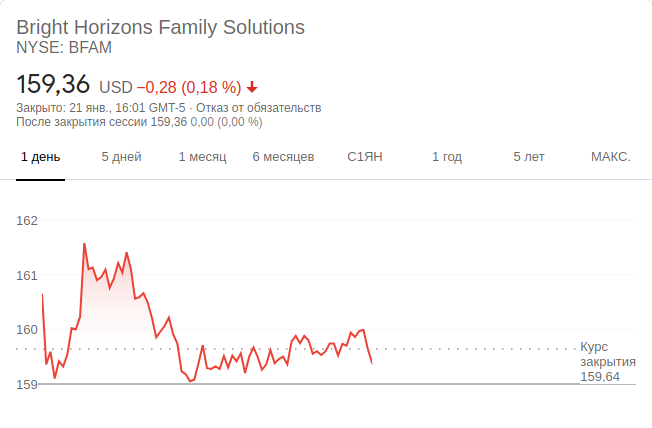 Bright Horizons Family Solutions
NYSE: BFAM
159,36 USD −0,28 (0,18 %)
Закрыто: 21 янв., 16:01 GMT-5 · Отказ от обязательств
После закрытия сессии 159,36 0,00 (0,00 %)
1 день 5 дней 1 месяц 6 месяцев С1ЯН 1 год 5 лет МАКС.
162
161
160
159
Курс
закрытия
159,64